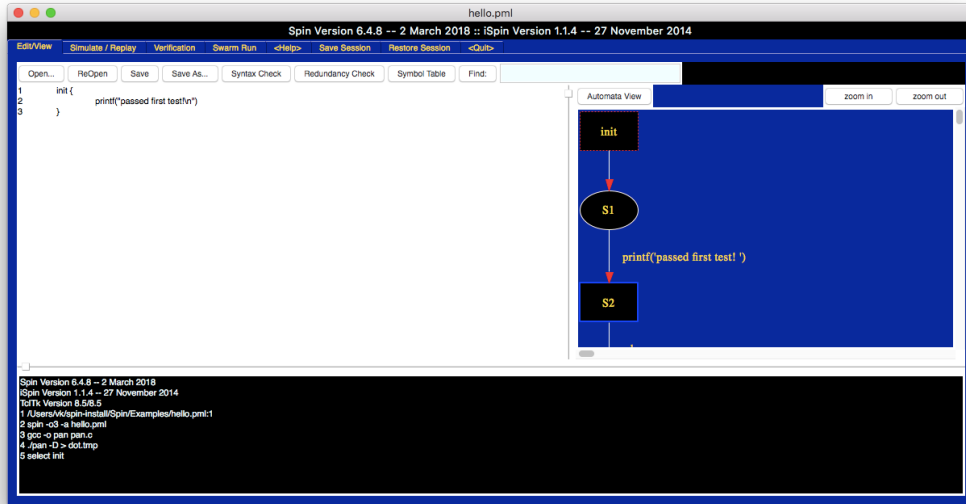 hello.pml
Spin Version 6.4.8 -- 2 March 2018 :: iSpin Version 1.1.4 -- 27 November 2014
Edit/View Simulate / Replay Verification Swarm Run <Help> Save Session Restore Session <Quit>
Open... ReOpen Save Save As... Syntax Check Redundancy Check Symbol Table Find:
1 init {
2 printf("passed first test!\n")
3 }
Automata View zoom in zoom out
init
S1
printf('passed first test! ')
S2
Spin Version 6.4.8 -- 2 March 2018
iSpin Version 1.1.4 -- 27 November 2014
TclTk Version 8.5/8.5
1 /Users/vk/spin-install/Spin/Examples/hello.pml:1
2 spin -o3 -a hello.pml
3 gcc -o pan pan.c
4 ./pan -D > dot.tmp
5 select init